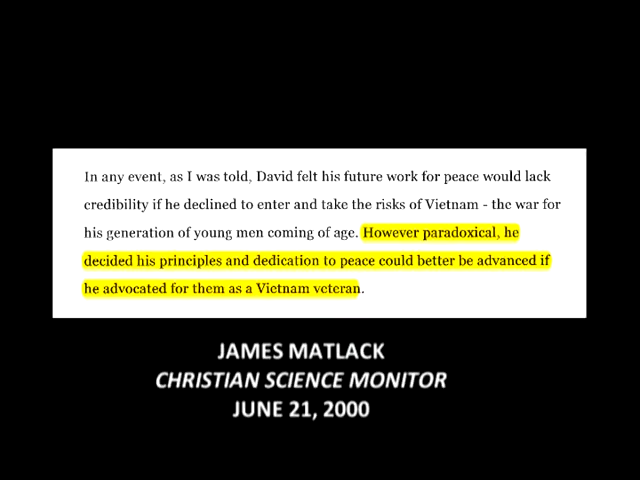 In any event, as I was told, David felt his future work for peace would lack
credibility if he declined to enter and take the risks of Vietnam - the war for
his generation of young men coming of age. However paradoxical, he
decided his principles and dedication to peace could better be advanced if
he advocated for them as a Vietnam veteran.
JAMES MATLACK
CHRISTIAN SCIENCE MONITOR
JUNE 21, 2000